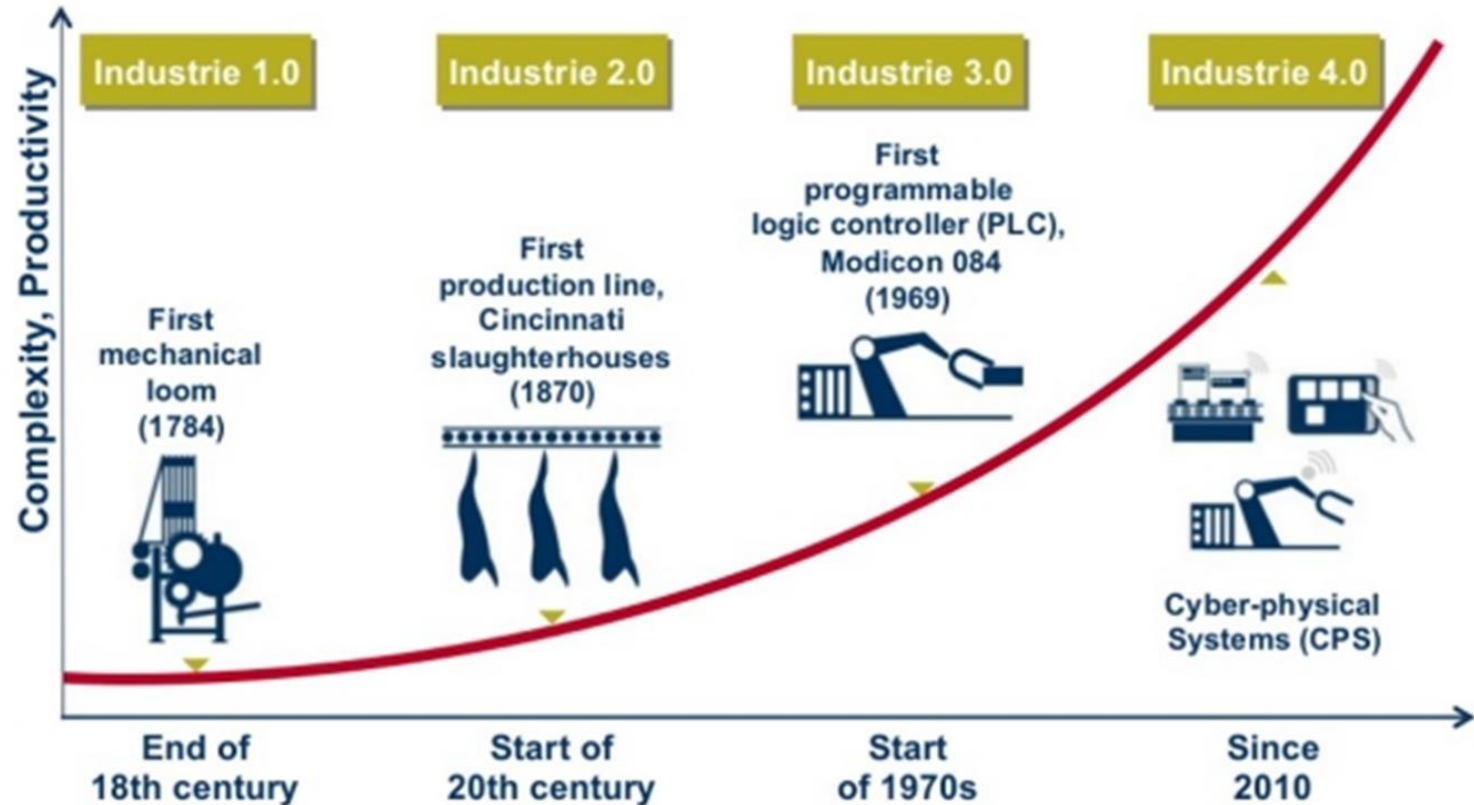 Complexity, Productivity
Industrie 1.0
Industrie 2.0
Industrie 3.0
Industrie 4.0
First
mechanical
loom
(1784)
First
production line,
Cincinnati
slaughterhouses
(1870)
First
programmable
logic controller (PLC),
Modicon 084
(1969)
Cyber-physical
Systems (CPS)
End of
18th century
Start of
20th century
Start
of 1970s
Since
2010